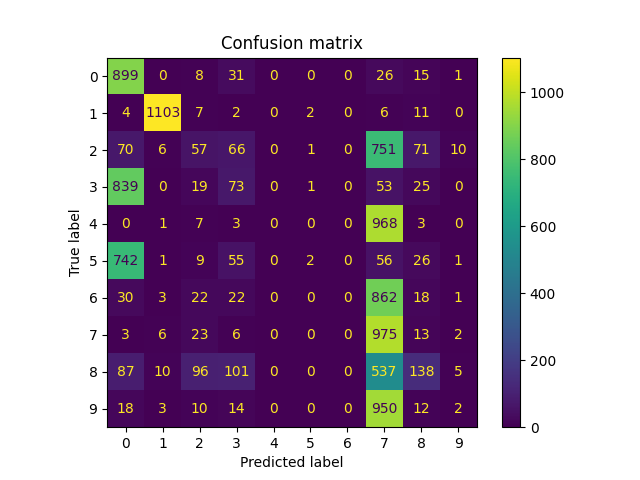 Confusion matrix
True label
0 899 0 8 31 0 0 0 26 15 1
1 4 1103 7 2 0 2 0 6 11 0
2 70 6 57 66 0 1 0 751 71 10
3 839 0 19 73 0 1 0 53 25 0
4 0 1 7 3 0 0 0 968 3 0
5 742 1 9 55 0 2 0 56 26 1
6 30 3 22 22 0 0 0 862 18 1
7 3 6 23 6 0 0 0 975 13 2
8 87 10 96 101 0 0 0 537 138 5
9 18 3 10 14 0 0 0 950 12 2
0 1 2 3 4 5 6 7 8 9
Predicted label
1000
800
600
400
200
0